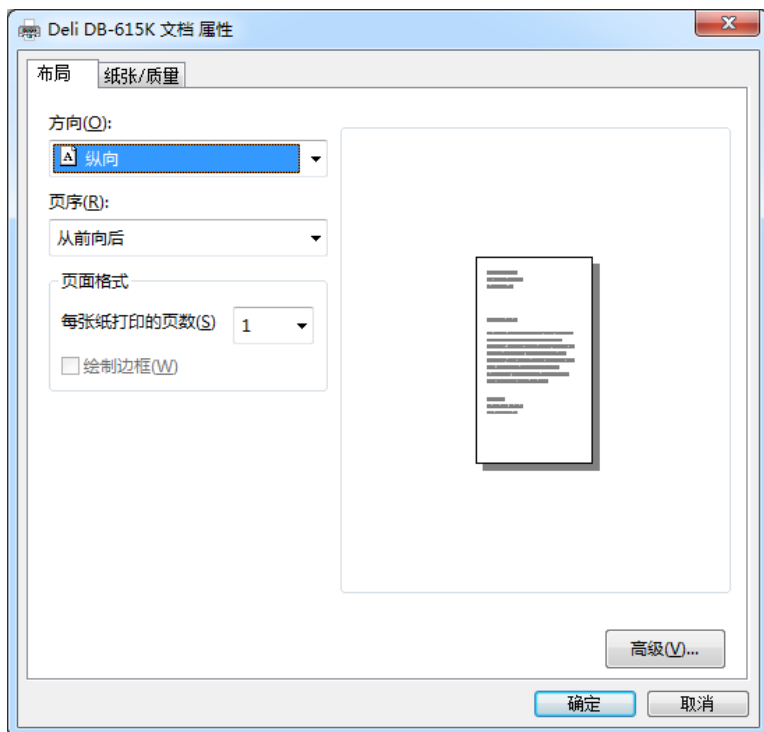 Deli DB-615K 文档 属性
布局
纸张/质量
方向(O):
A 纵向
页序(R):
从前向后
页面格式
每张纸打印的页数(S) 1
绘制边框(W)
高级(V)...
确定 取消